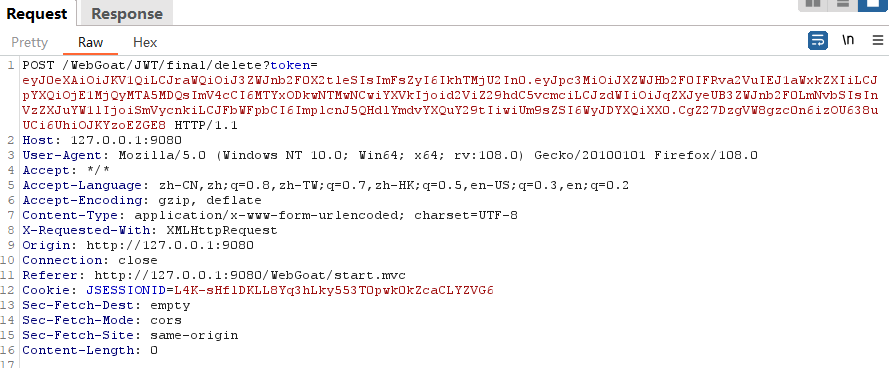 Request Response
Pretty Raw Hex
\n
1 POST /WebGoat/JWT/final/delete?token=
eyJ0eXAiOiJKV1QiLCJraWQiOiJ3ZWJnb2F0X2tleSIsImFsZyI6IkhTMjU2In0.eyJpc3MiOiJXZWJHb2F0IFRva2VuIEJ1aWxkZXIiLCJ
pYXQiOjE1MjQyMTA5MDQsImV4cCI6MTYxODkwNTMwNCwiYXVkIjoid2ViZ29hdC5vcmciLCJzdWIiOiJqZXJyeUB3ZWJnb2F0LmNvbSIsIn
VzZXJuYW1lIjoiSmVycnkiLCJFbWFpbCI6ImplcnJ5QHdlYmdvYXQuY29tIiwiUm9sZSI6WyJDYXQiXX0.CgZ27DzgVW8gzc0n6izOU638u
UCi6UhiOJKYzoEZGE8 HTTP/1.1
2 Host: 127.0.0.1:9080
3 User-Agent: Mozilla/5.0 (Windows NT 10.0; Win64; x64; rv:108.0) Gecko/20100101 Firefox/108.0
4 Accept: */*
5 Accept-Language: zh-CN,zh;q=0.8,zh-TW;q=0.7,zh-HK;q=0.5,en-US;q=0.3,en;q=0.2
6 Accept-Encoding: gzip, deflate
7 Content-Type: application/x-www-form-urlencoded; charset=UTF-8
8 X-Requested-With: XMLHttpRequest
9 Origin: http://127.0.0.1:9080
10 Connection: close
11 Referer: http://127.0.0.1:9080/WebGoat/start.mvc
12 Cookie: JSESSIONID=L4K-sHflDKLL8Yq3hLky553T0pwk0kZcaCLYZVG6
13 Sec-Fetch-Dest: empty
14 Sec-Fetch-Mode: cors
15 Sec-Fetch-Site: same-origin
16 Content-Length: 0
17